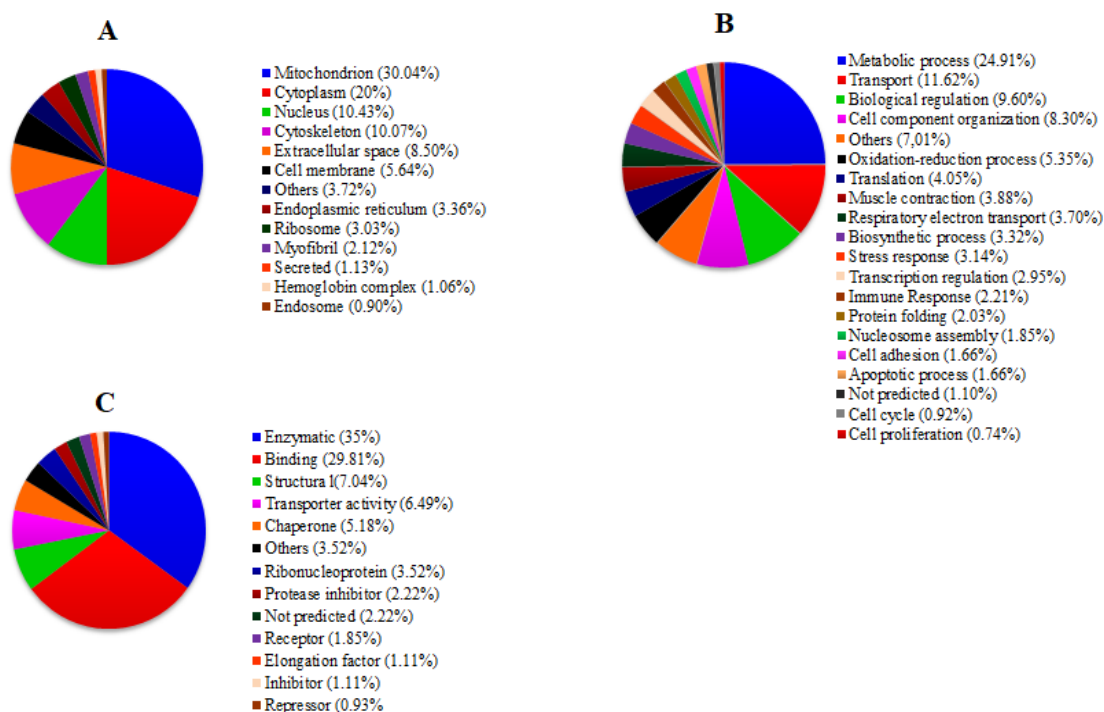 A
Mitochondrion (30.04%)
Cytoplasm (20%)
Nucleus (10.43%)
Cytoskeleton (10.07%)
Extracellular space (8.50%)
Cell membrane (5.64%)
Others (3.72%)
Endoplasmic reticulum (3.36%)
Ribosome (3.03%)
Myofibril (2.12%)
Secreted (1.13%)
Hemoglobin complex (1.06%)
Endosome (0.90%)
B
Metabolic process (24.91%)
Transport (11.62%)
Biological regulation (9.60%)
Cell component organization (8.30%)
Others (7,01%)
Oxidation-reduction process (5.35%)
Translation (4.05%)
Muscle contraction (3.88%)
Respiratory electron transport (3.70%)
Biosynthetic process (3.32%)
Stress response (3.14%)
Transcription regulation (2.95%)
Immune Response (2.21%)
Protein folding (2.03%)
Nucleosome assembly (1.85%)
Cell adhesion (1.66%)
Apoptotic process (1.66%)
Not predicted (1.10%)
Cell cycle (0.92%)
Cell proliferation (0.74%)
C
Enzymatic (35%)
Binding (29.81%)
Structural(7.04%)
Transporter activity (6.49%)
Chaperone (5.18%)
Others (3.52%)
Ribonucleoprotein (3.52%)
Protease inhibitor (2.22%)
Not predicted (2.22%)
Receptor (1.85%)
Elongation factor (1.11%)
Inhibitor (1.11%)
Repressor (0.93%